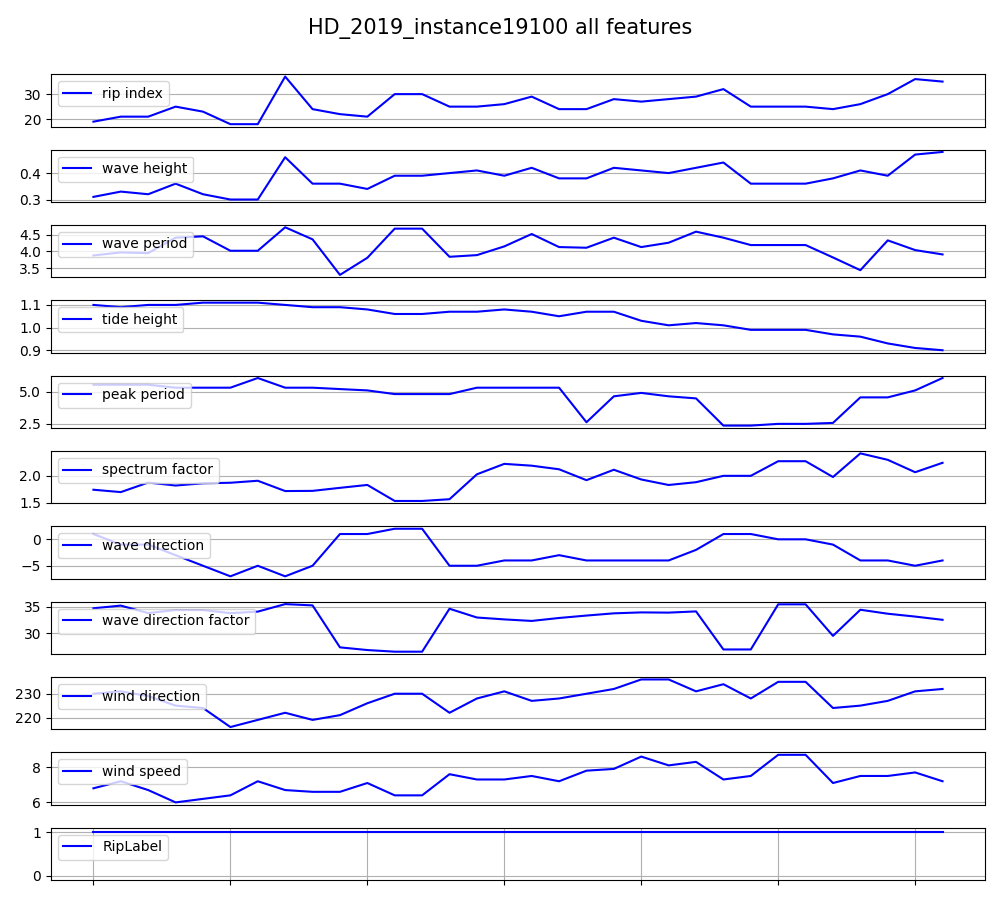 HD_2019_instance19100 all features
30
20
rip index
0.4
0.3
wave height
4.5
4.0
3.5
wave period
1.1
1.0
0.9
tide height
5.0
2.5
peak period
2.0
1.5
spectrum factor
0
−5
wave direction
35
30
wave direction factor
230
220
wind direction
8
6
wind speed
1
0
RipLabel